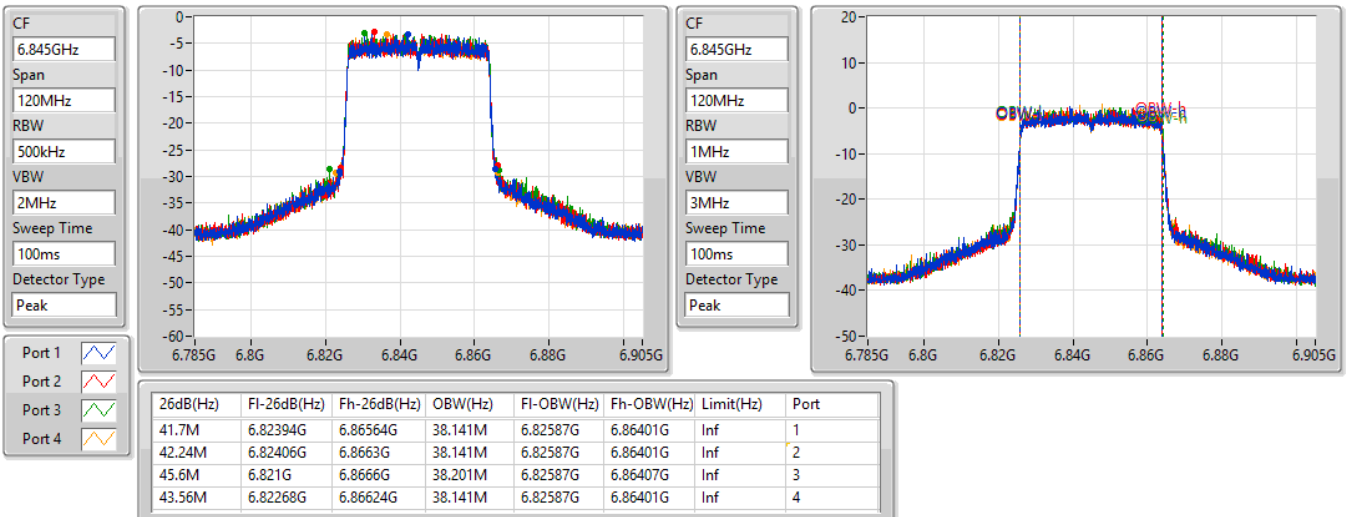 CF
6.845GHz
Span
120MHz
RBW
500kHz
VBW
2MHz
Sweep Time
100ms
Detector Type
Peak
0
-5
-10
-15
-20
-25
-30
-35
-40
-45
-50
-55
-60
6.785G 6.8G 6.82G 6.84G 6.86G 6.88G 6.905G
CF
6.845GHz
Span
120MHz
RBW
1MHz
VBW
3MHz
Sweep Time
100ms
Detector Type
Peak
20
10
0
-10
-20
-30
-40
-50
OBW-h
6.785G 6.8G 6.82G 6.84G 6.86G 6.88G 6.905G
Port 1
Port 2
Port 3
Port 4
26dB(Hz) Fl-26dB(Hz) Fh-26dB(Hz) OBW(Hz) Fl-OBW(Hz) Fh-OBW(Hz) Limit(Hz) Port
41.7M 6.82394G 6.86564G 38.141M 6.82587G 6.86401G Inf 1
42.24M 6.82406G 6.8663G 38.141M 6.82587G 6.86401G Inf 2
45.6M 6.821G 6.8666G 38.201M 6.82587G 6.86407G Inf 3
43.56M 6.82268G 6.86624G 38.141M 6.82587G 6.86401G Inf 4